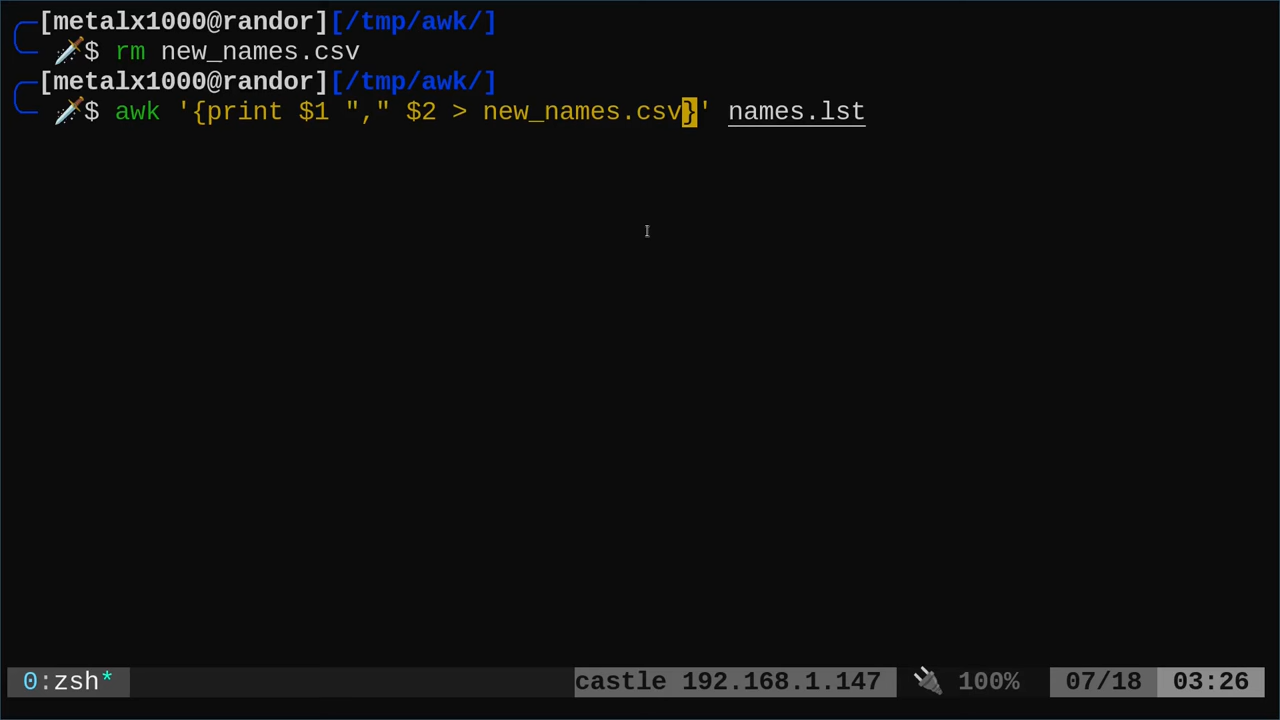 [metalx1000@randor][/tmp/awk/]
🗡️$ rm new_names.csv
[metalx1000@randor][/tmp/awk/]
🗡️$ awk '{print $1 "," $2 > new_names.csv}' names.lst
0:zsh* castle 192.168.1.147 🔌 100% 07/18 03:26